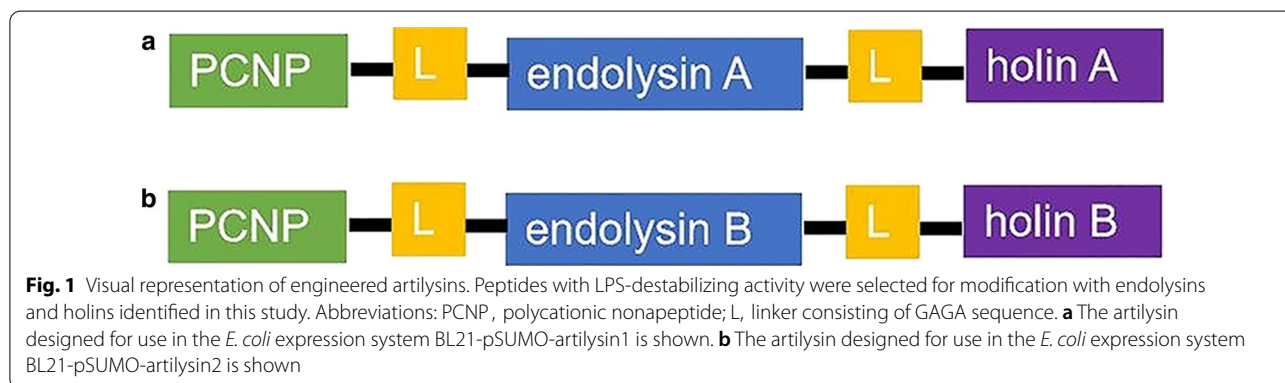 a PCNP L endolysin A L holin A
b PCNP L endolysin B L holin B
Fig. 1 Visual representation of engineered artilysins. Peptides with LPS-destabilizing activity were selected for modification with endolysins
and holins identified in this study. Abbreviations: PCNP, polycationic nonapeptide; L, linker consisting of GAGA sequence. a The artilysin
designed for use in the E. coli expression system BL21-pSUMO-artilysin1 is shown. b The artilysin designed for use in the E. coli expression system
BL21-pSUMO-artilysin2 is shown